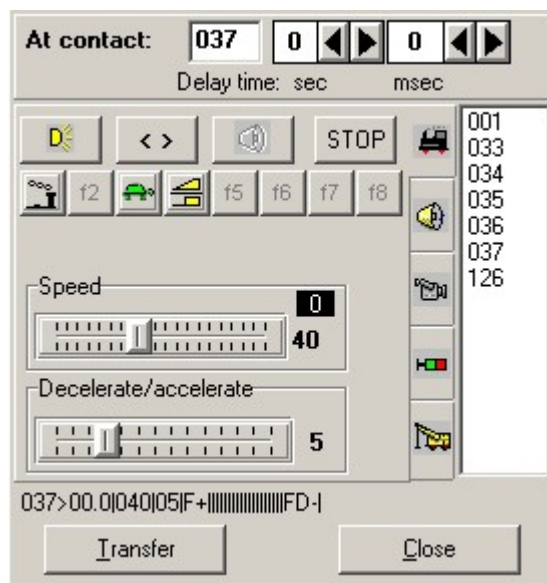 At contact: 037 0 0
Delay time: sec msec
< > STOP
f2 f5 f6 f7 f8
001
033
034
035
036
037
126
Speed
0
40
Decelerate/accelerate
5
037>00.0|040|05|F+||||||||||||||||||||FD-|
Transfer Close